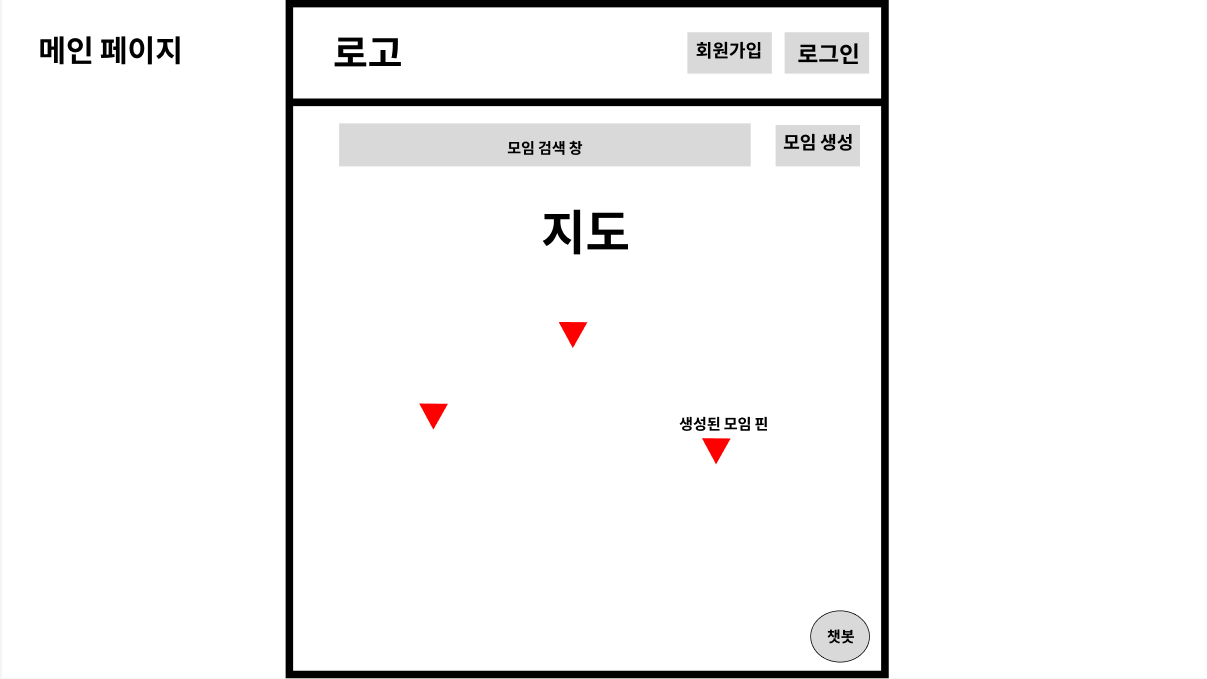 메인 페이지
로고
회원가입
로그인
모임 검색 창
모임 생성
지도
생성된 모임 핀
챗봇